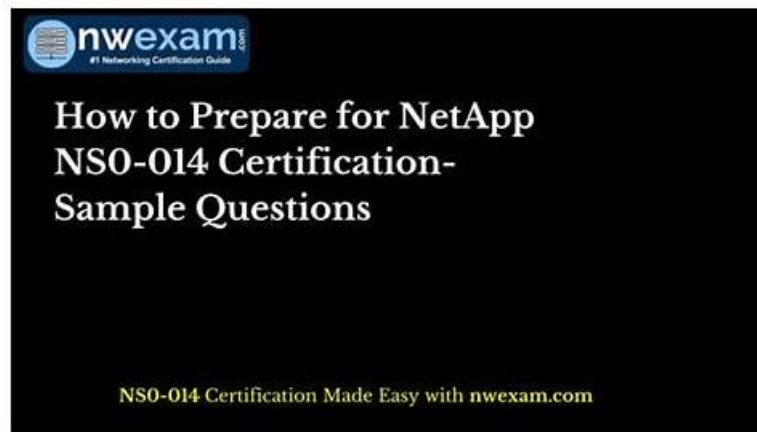 nwexam.com
#1 Networking Certification Guide
How to Prepare for NetApp
NS0-014 Certification-
Sample Questions
NS0-014 Certification Made Easy with nwexam.com